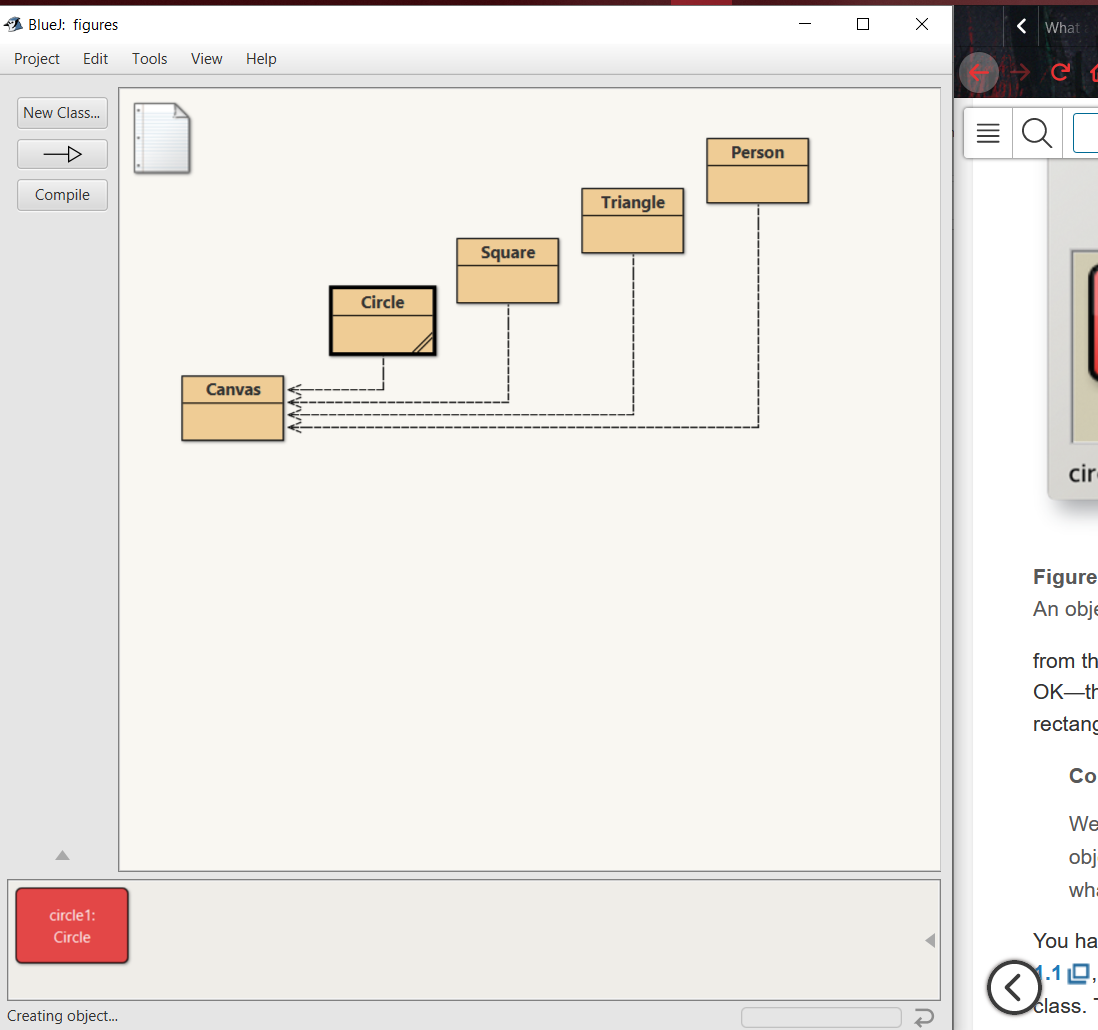 BlueJ: figures
Project Edit Tools View Help
New Class...
Compile
Person
Triangle
Square
Circle
Canvas
circle1:
Circle
Creating object...
What
cir
Figure
An obje
from th
OK—th
rectang
Co
We
obj
wha
You ha
1.1
class. T